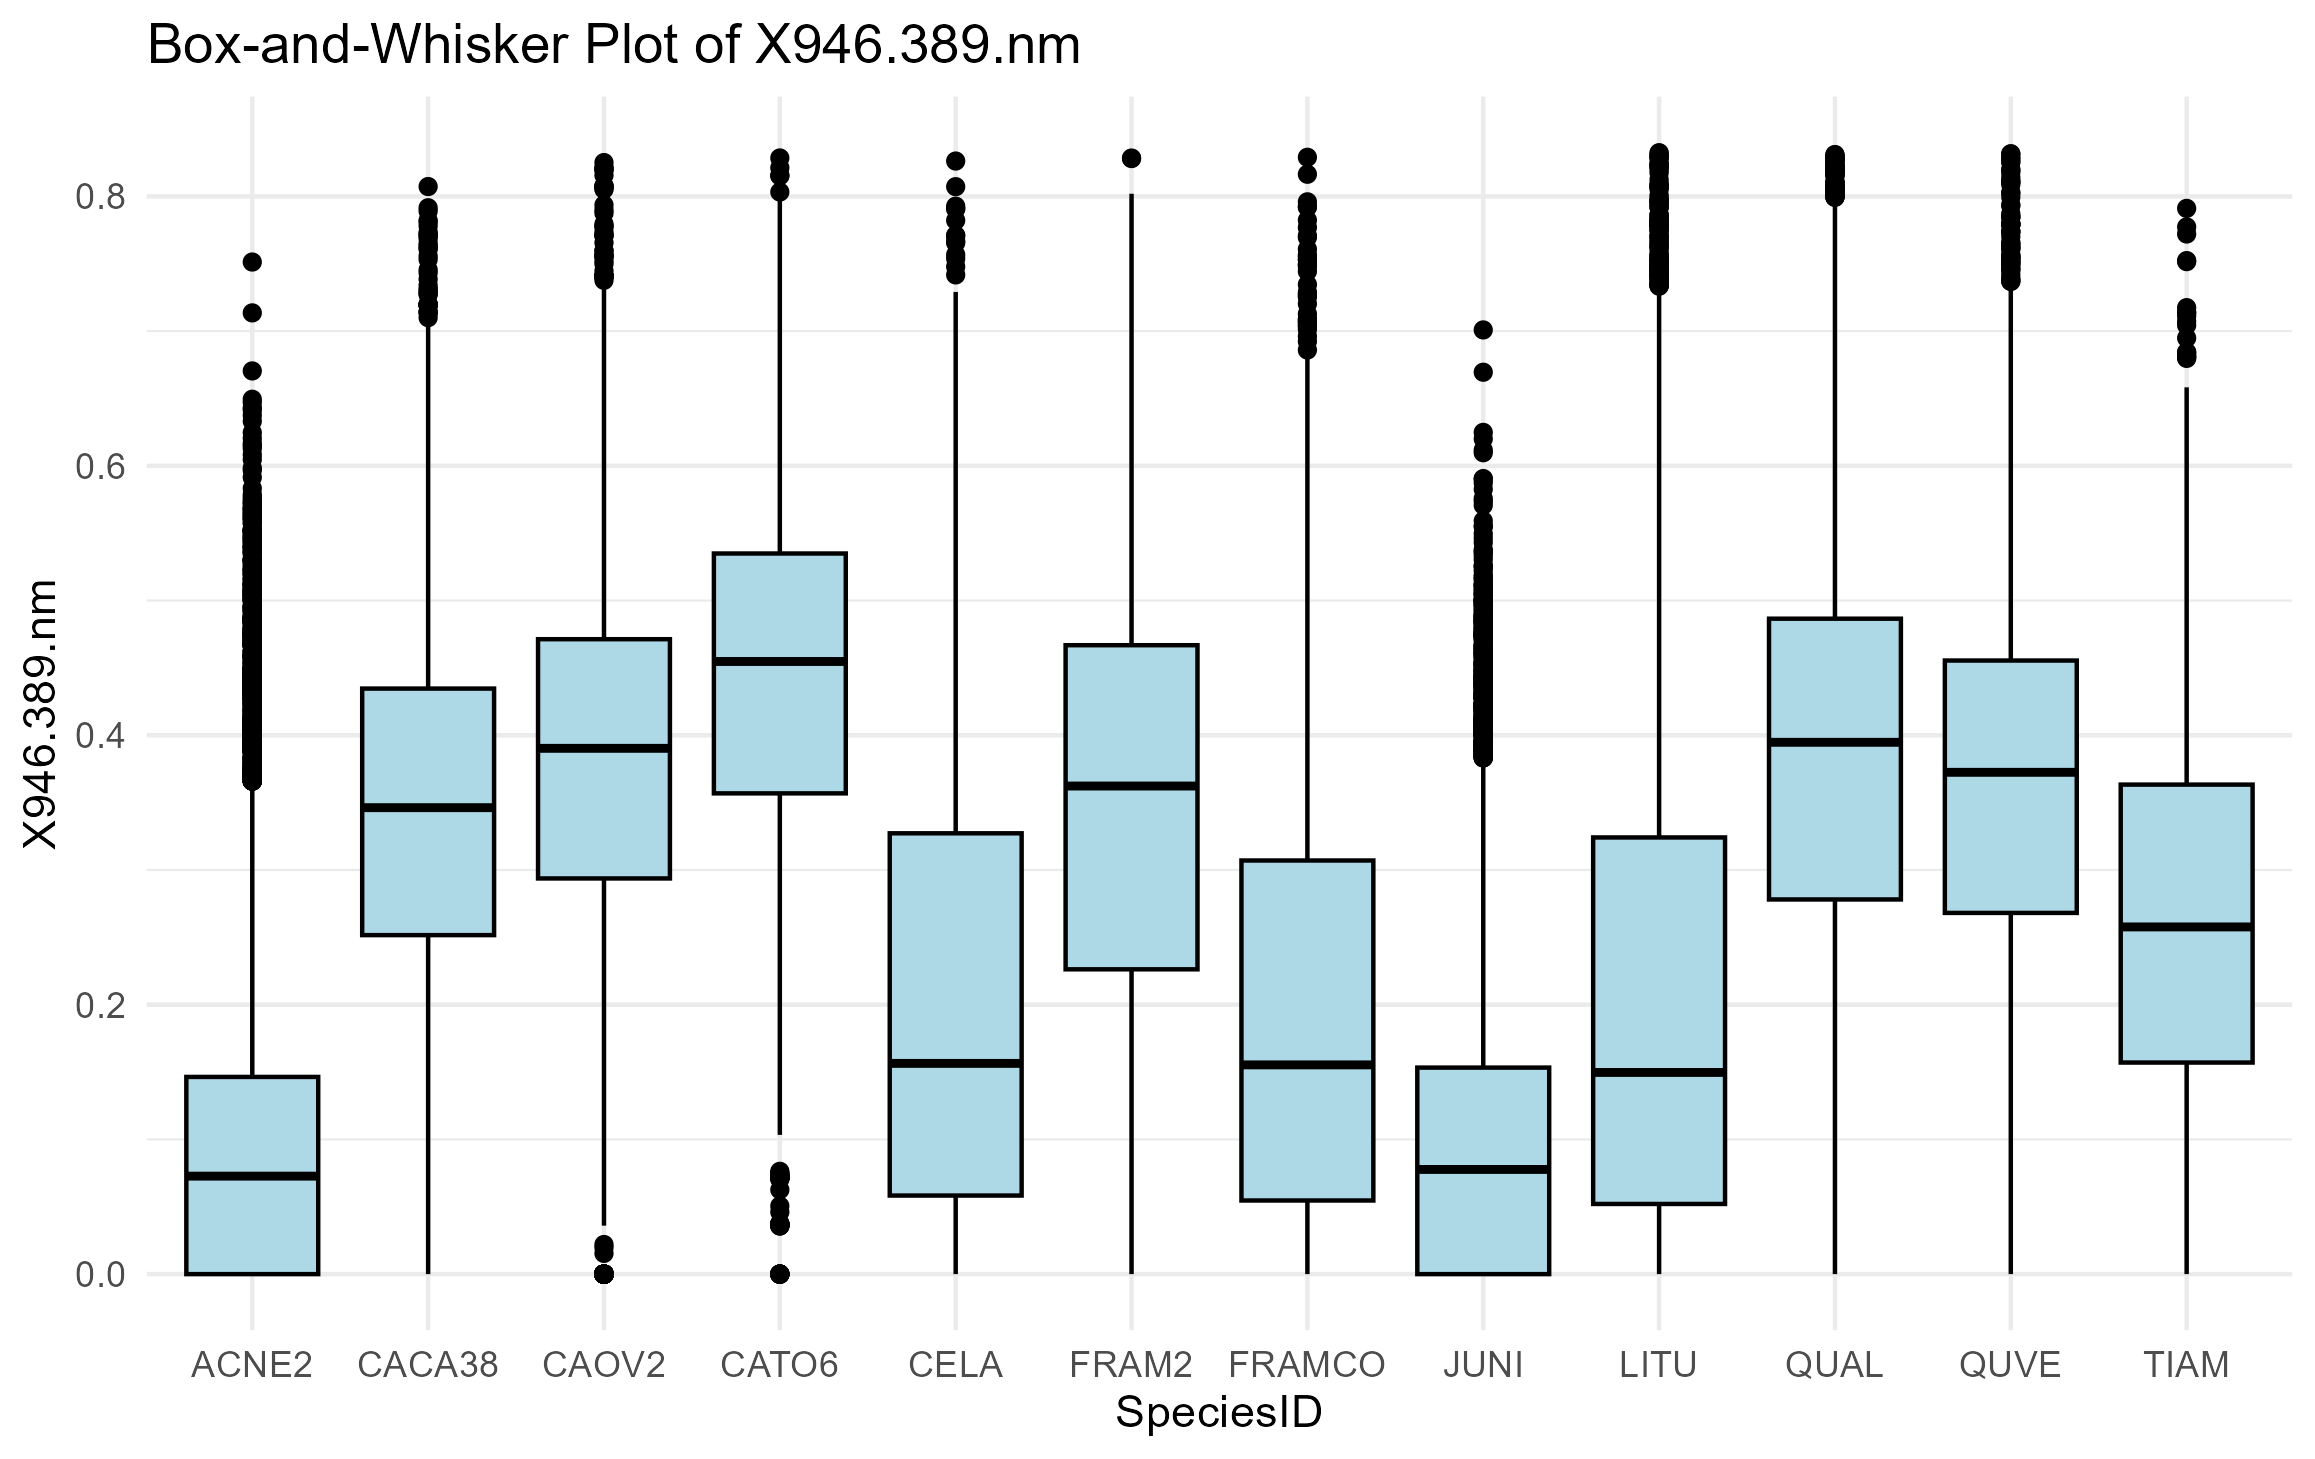 Box-and-Whisker Plot of X946.389.nm
X946.389.nm
0.8
0.6
0.4
0.2
0.0
ACNE2 CACA38 CAOV2 CATO6 CELA FRAM2 FRAMCO JUNI LITU QUAL QUVE TIAM
SpeciesID